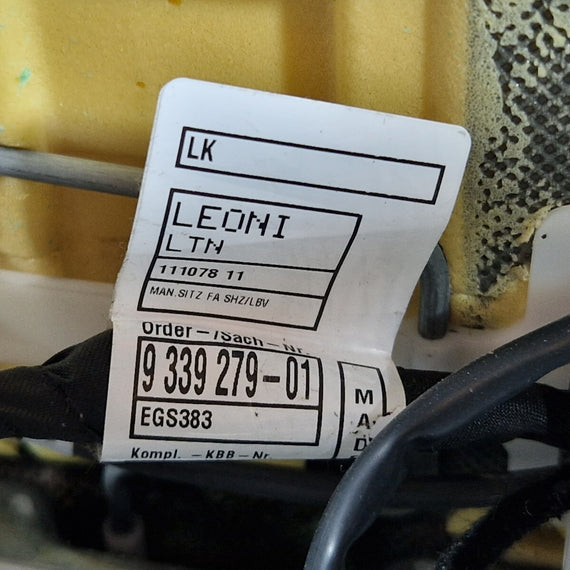 LK
LEONI
LTN
111078 11
MAN.SITZ FA SHZ/LBV
Order-/Sach-Nr.
9 339 279-01
EGS383
Kompl. -KBB-Nr
M
A